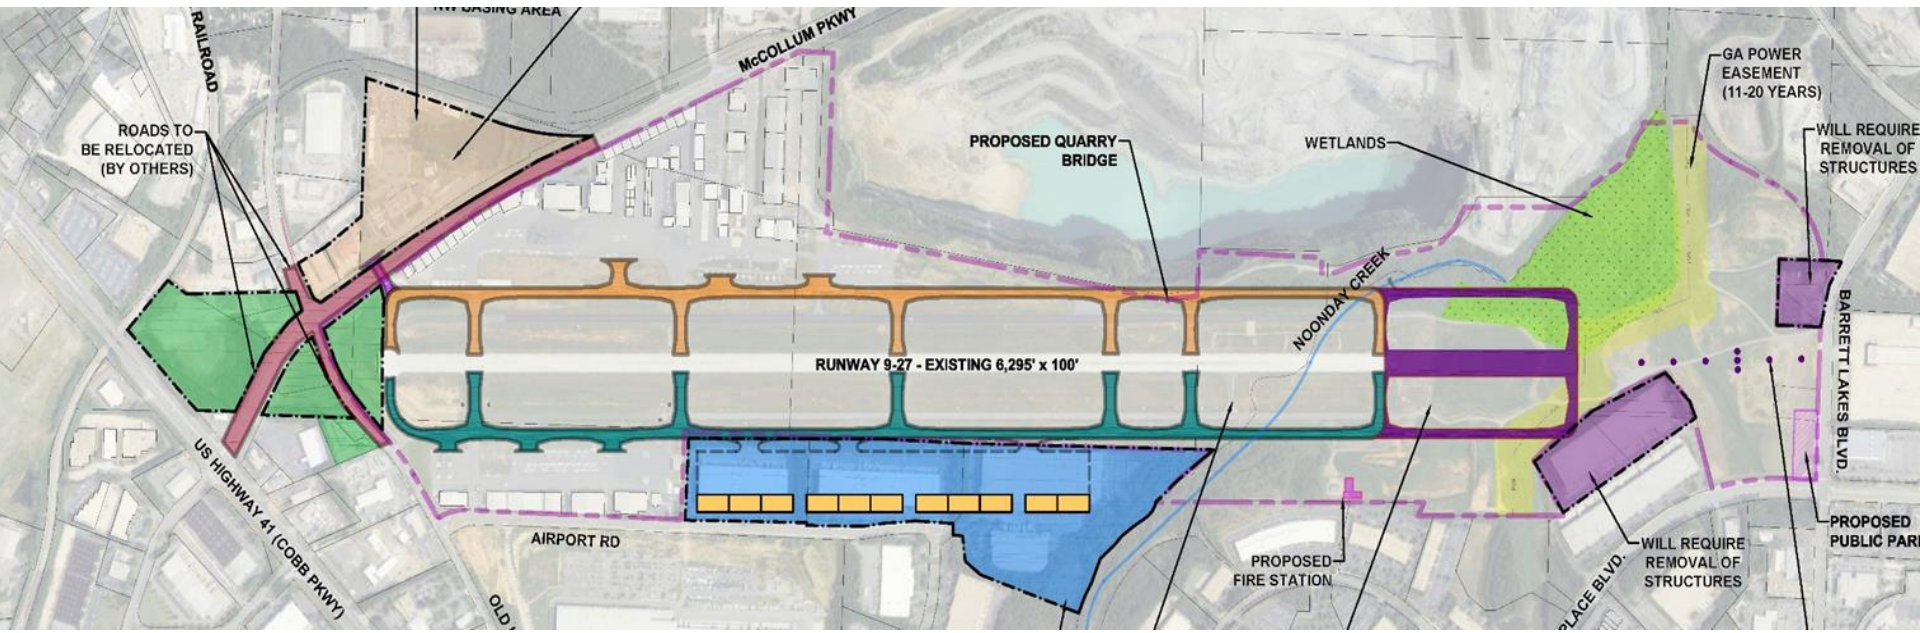 BASING AREA
RAILROAD
McCOLLUM PKWY
GA POWER
EASEMENT
(11-20 YEARS)
ROADS TO
BE RELOCATED
(BY OTHERS)
PROPOSED QUARRY
BRIDGE
WETLANDS
WILL REQUIRE
REMOVAL OF
STRUCTURES
NOONDAY CREEK
BARRETT LAKES BLVD.
RUNWAY 9-27 - EXISTING 6,295' x 100'
US HIGHWAY 41 (COBB PKWY)
AIRPORT RD
OLD
PROPOSED
FIRE STATION
WILL REQUIRE
REMOVAL OF
STRUCTURES
PROPOSED
PUBLIC
PLACE BLVD.